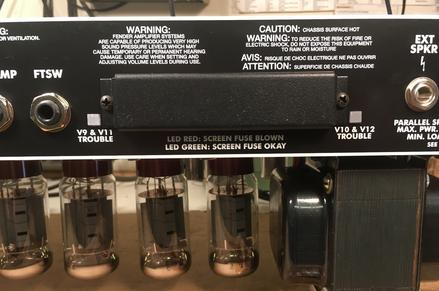 G:
OR VENTILATION.
WARNING:
FENDER AMPLIFIER SYSTEMS
ARE CAPABLE OF PRODUCING VERY HIGH
SOUND PRESSURE LEVELS WHICH MAY
CAUSE TEMPORARY OR PERMANENT HEARING
DAMAGE. USE CARE WHEN SETTING AND
ADJUSTING VOLUME LEVELS DURING USE.
CAUTION: CHASSIS SURFACE HOT
WARNING: TO REDUCE THE RISK OF FIRE OR
ELECTRIC SHOCK, DO NOT EXPOSE THIS EQUIPMENT
TO RAIN OR MOISTURE
AVIS: RISQUE DE CHOC ELECTRIQUE NE PAS OUVRIR
ATTENTION: SUPERFICIE DE CHASSIS CHAUDE
EXT
SPKR
MP
FTSW
V9 & V11
TROUBLE
LED RED: SCREEN FUSE BLOWN
LED GREEN: SCREEN FUSE OKAY
V10 & V12
TROUBLE
PARALLEL SP
MAX. PWR.
MIN. LOA
SEE